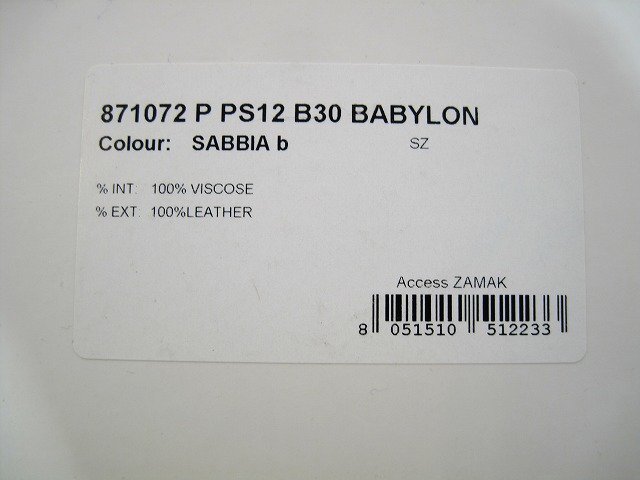 871072 P PS12 B30 BABYLON
Colour: SABBIA b SZ
% INT: 100% VISCOSE
% EXT: 100%LEATHER
Access ZAMAK
8 051510 512233